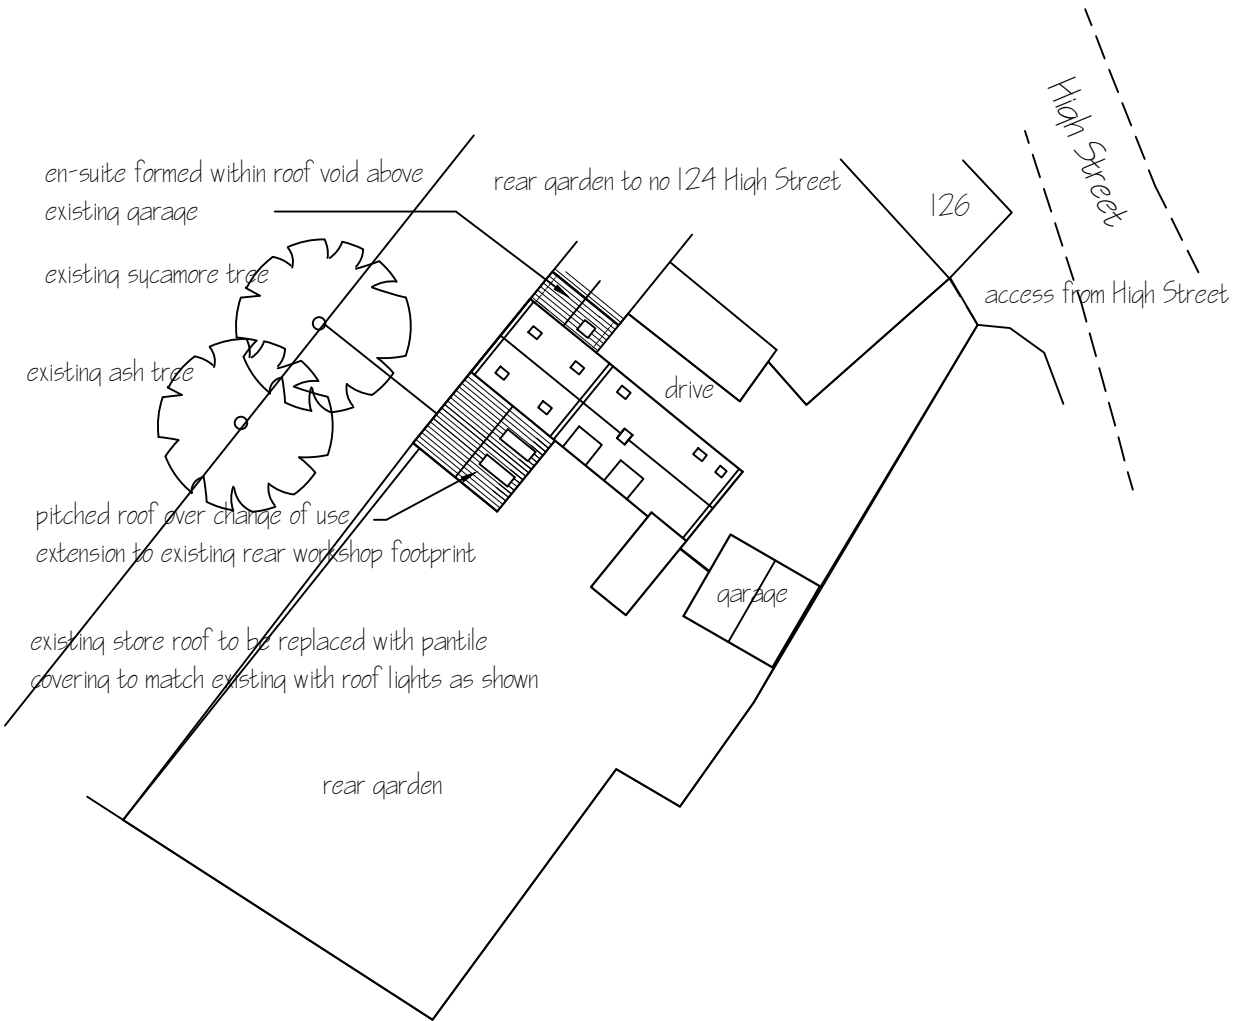 High Street
en-suite formed within roof void above
existing garage
rear garden to no 124 High Street
126
existing sycamore tree
access from High Street
existing ash tree
drive
pitched roof over change of use
extension to existing rear workshop footprint
garage
existing store roof to be replaced with pantile
covering to match existing with roof lights as shown
rear garden